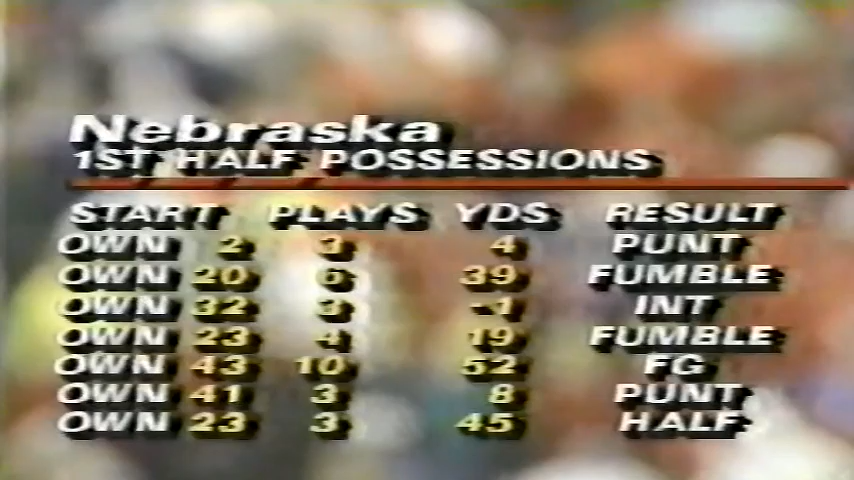 Nebraska
1ST HALF POSSESSIONS
START PLAYS YDS RESULT
OWN 2 3 4 PUNT
OWN 20 6 39 FUMBLE
OWN 32 3 -1 INT
OWN 23 4 19 FUMBLE
OWN 43 10 52 FG
OWN 41 3 8 PUNT
OWN 23 3 45 HALF